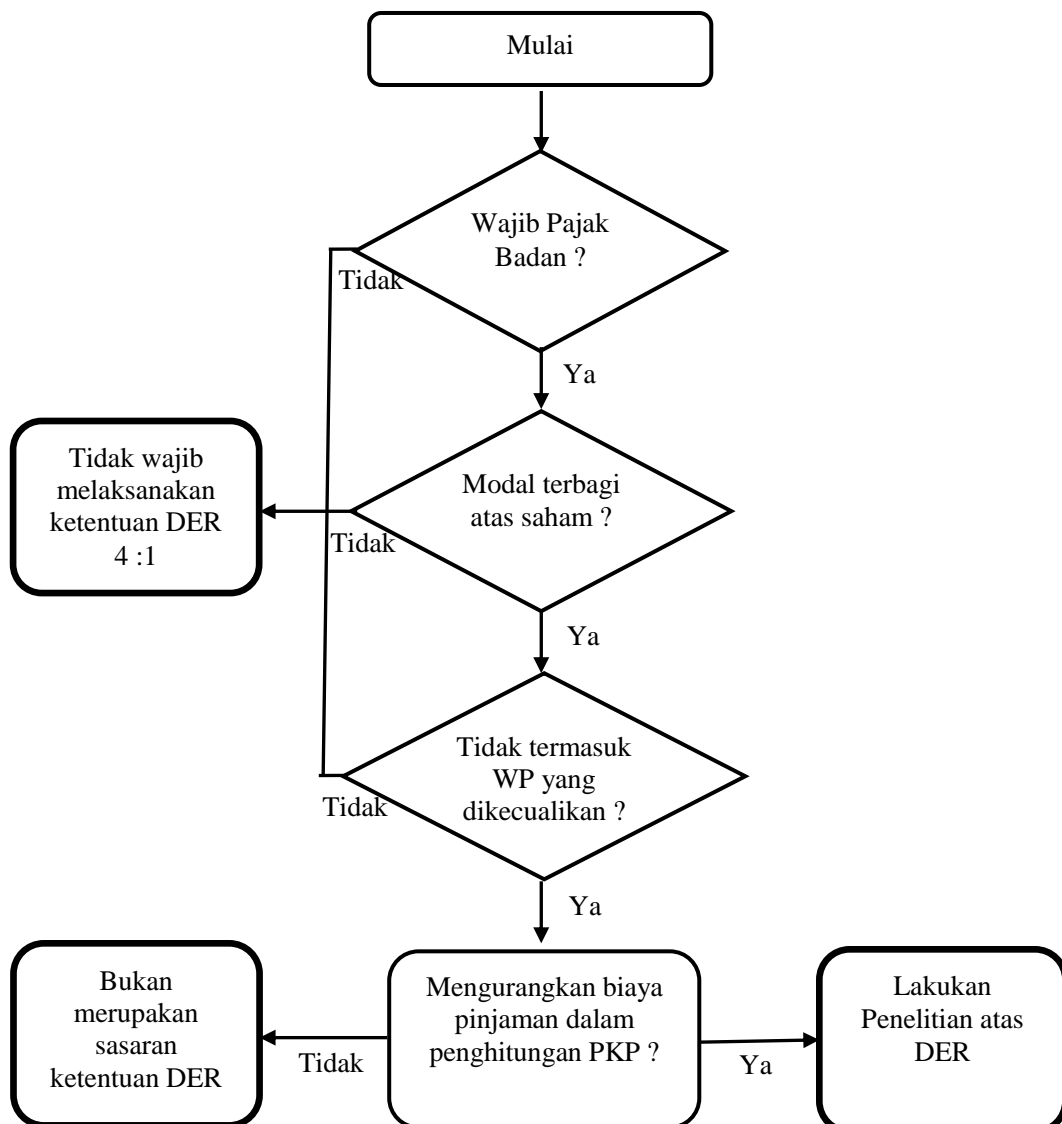 Mulai
Wajib Pajak
Badan ?
Tidak
Ya
Tidak wajib
melaksanakan
ketentuan DER
4 :1
Modal terbagi
atas saham ?
Tidak
Ya
Tidak termasuk
WP yang
dikecualikan ?
Tidak
Ya
Bukan
merupakan
sasaran
ketentuan DER
Tidak
Mengurangkan biaya
pinjaman dalam
penghitungan PKP ?
Ya
Lakukan
Penelitian atas
DER